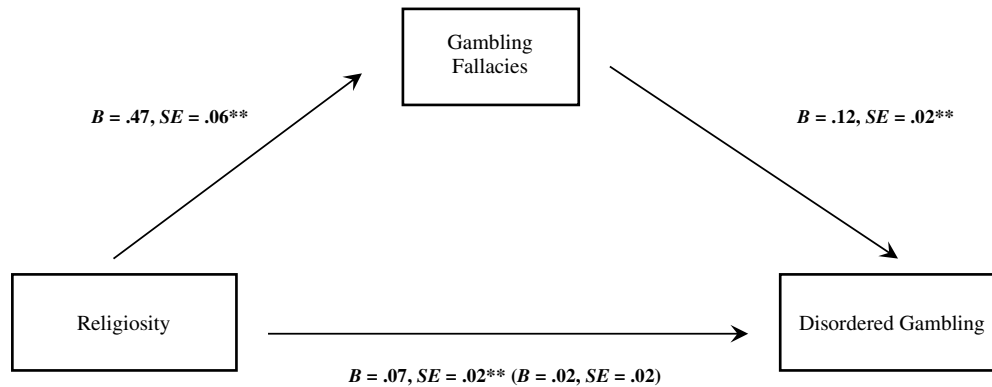 Gambling
Fallacies
B = .47, SE = .06**
B = .12, SE = .02**
Religiosity
Disordered Gambling
B = .07, SE = .02** (B = .02, SE = .02)